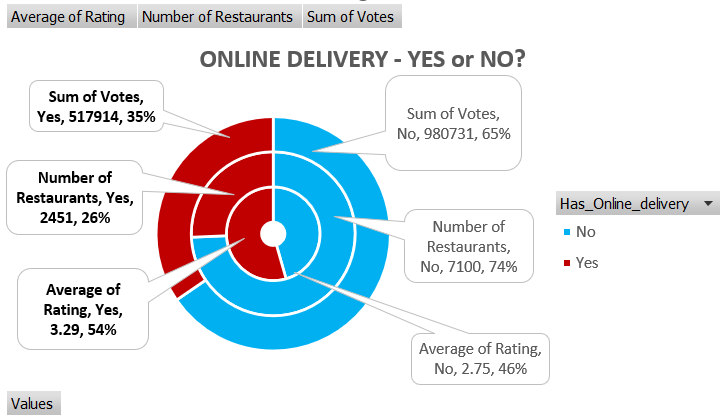 Average of Rating
Number of Restaurants
Sum of Votes
ONLINE DELIVERY - YES or NO?
Sum of Votes,
Yes, 517914, 35%
Sum of Votes,
No, 980731, 65%
Number of
Restaurants, Yes,
2451, 26%
Number of
Restaurants,
No, 7100, 74%
Average of
Rating, Yes,
3.29, 54%
Average of Rating,
No, 2.75, 46%
Has_Online_delivery
No
Yes
Values